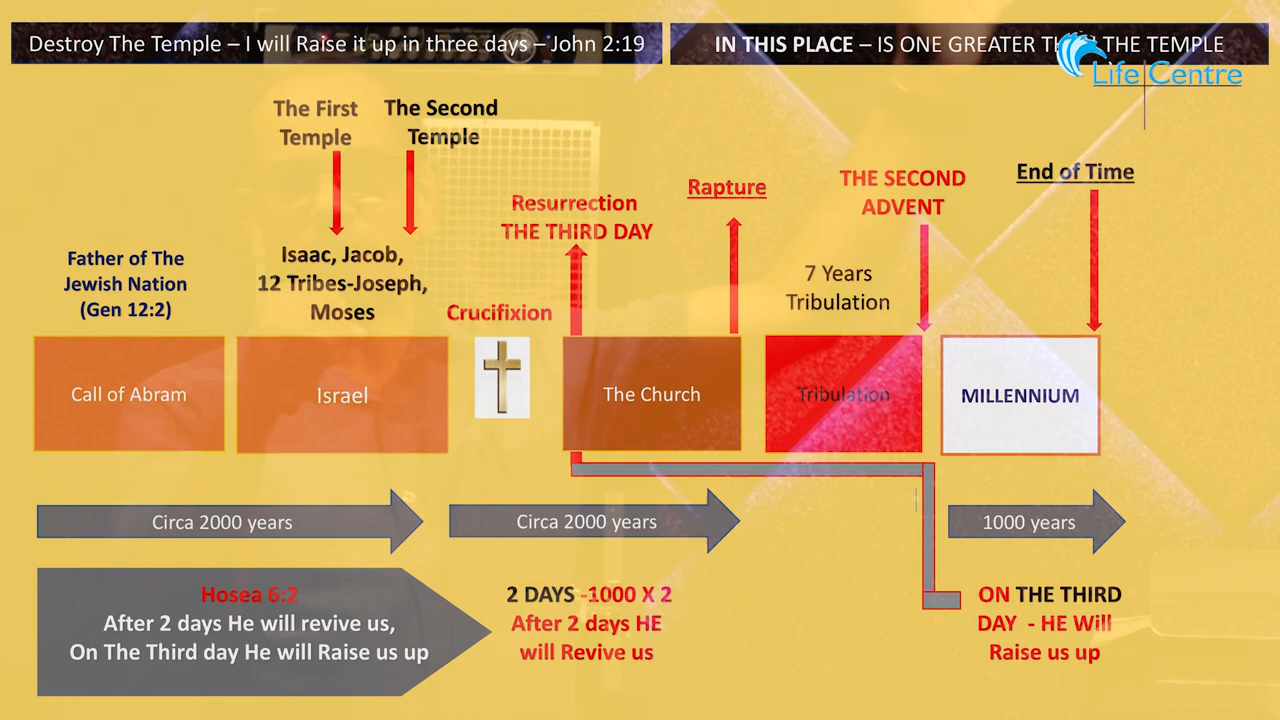 Destroy The Temple – I will Raise it up in three days – John 2:19
IN THIS PLACE – IS ONE GREATER THAN THE TEMPLE
Life Centre
The First
Temple
The Second
Temple
Resurrection
THE THIRD DAY
Rapture
THE SECOND
ADVENT
End of Time
Father of The
Jewish Nation
(Gen 12:2)
Isaac, Jacob,
12 Tribes-Joseph,
Moses
Crucifixion
7 Years
Tribulation
Call of Abram
Israel
The Church
Tribulation
MILLENNIUM
Circa 2000 years
Circa 2000 years
1000 years
Hosea 6:2
After 2 days He will revive us,
On The Third day He will Raise us up
2 DAYS -1000 X 2
After 2 days HE
will Revive us
ON THE THIRD
DAY - HE Will
Raise us up